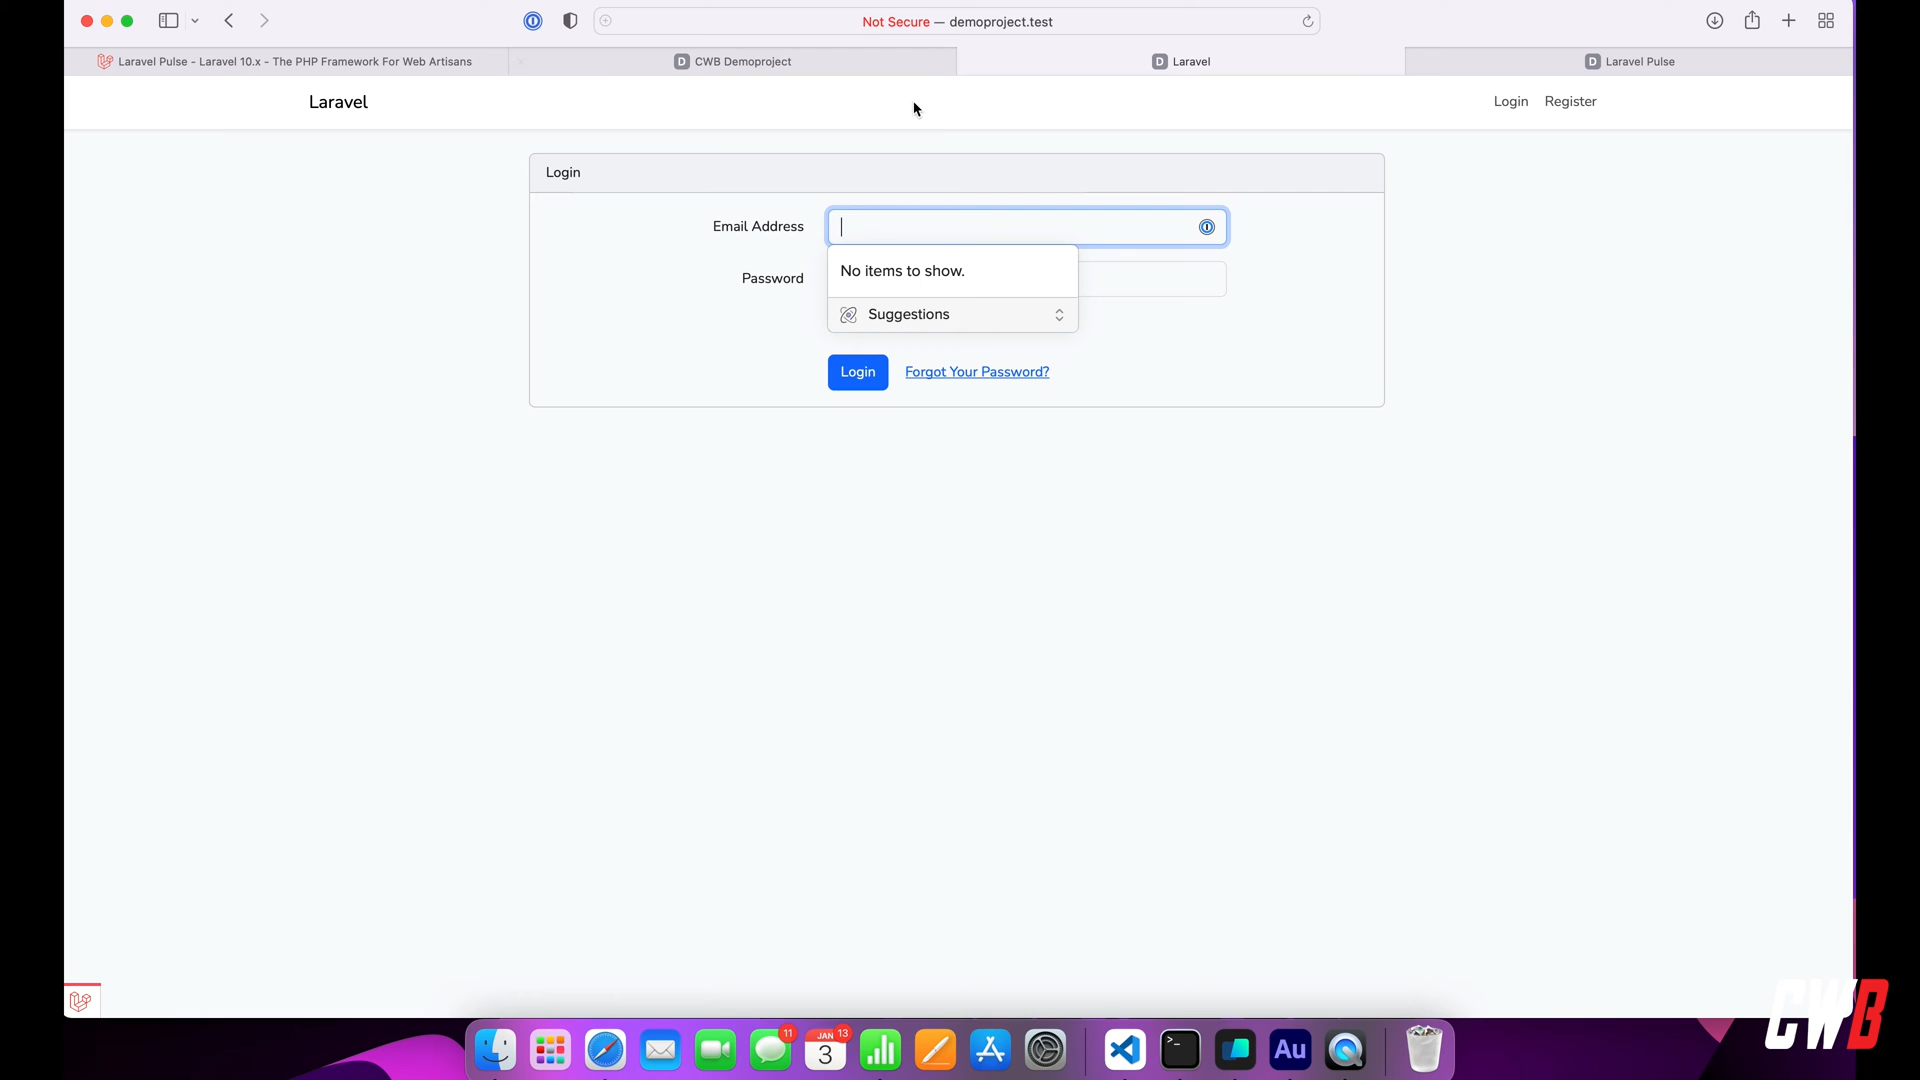 Not Secure — demoproject.test
Laravel Pulse - Laravel 10.x - The PHP Framework For Web Artisans
D CWB Demoproject
D Laravel
D Laravel Pulse
Laravel
Login Register
Login
Email Address
No items to show.
Password
Suggestions
Login Forgot Your Password?
11
JAN 13
3
>_
Au
CWB